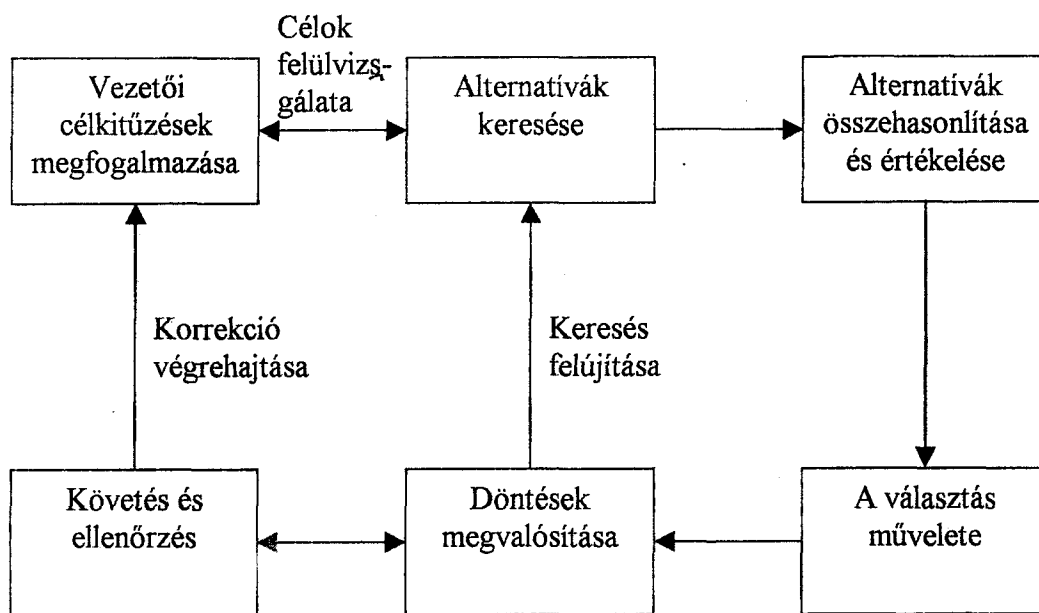 Célok
felülvizs-
gálata
Vezetői
célkitűzések
megfogalmazása
Alternatívák
keresése
Alternatívák
összehasonlítása
és értékelése
Korrekció
végrehajtása
Keresés
felújítása
Követés és
ellenőrzés
Döntések
megvalósítása
A választás
művelete